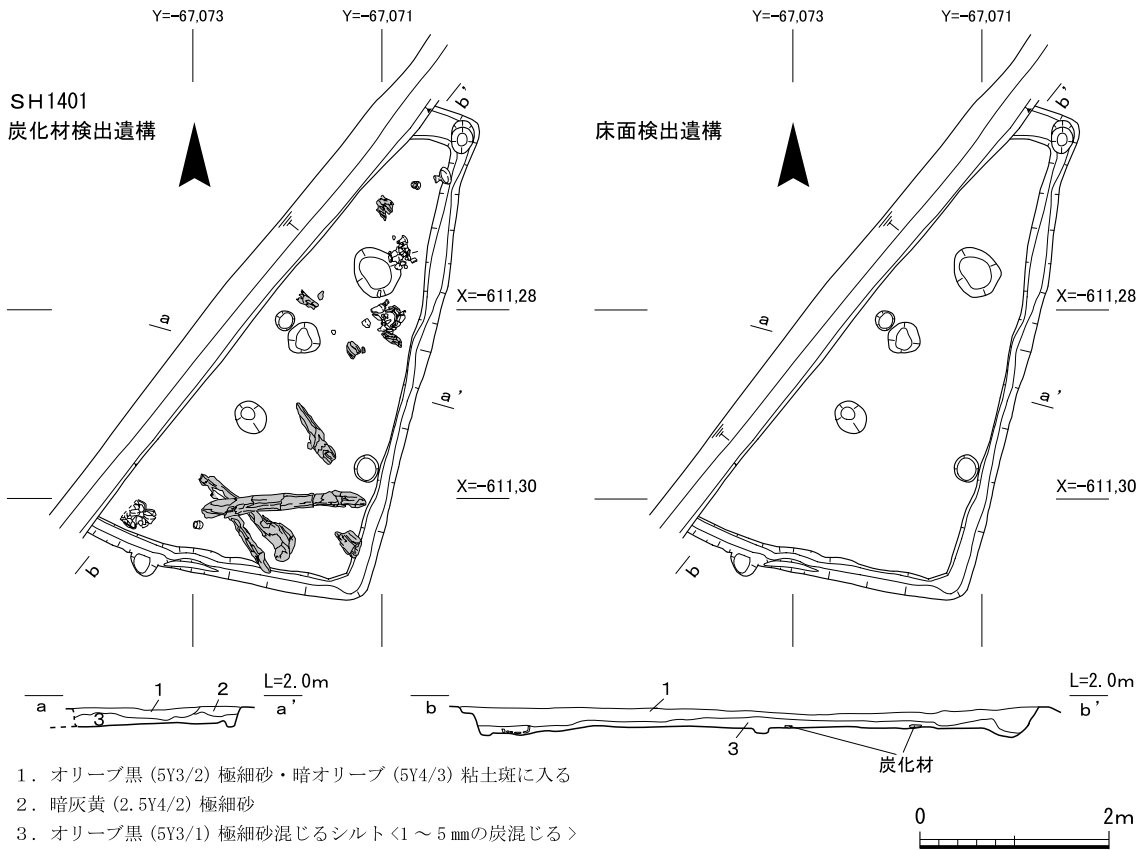 Y=-67,073
Y=-67,071
Y=-67,073
Y=-67,071
SH1401
炭化材検出遺構
床面検出遺構
b'
b'
X=-611,28
X=-611,28
a
a
a'
a'
X=-611,30
X=-611,30
b
b
L=2.0m
L=2.0m
a
1
2
3
a'
b
1
3
b'
炭化材
1. オリーブ黒 (5Y3/2) 極細砂・暗オリーブ (5Y4/3) 粘土斑に入る
2. 暗灰黄 (2.5Y4/2) 極細砂
3. オリーブ黒 (5Y3/1) 極細砂混じるシルト <1 ～ 5 ㎜の炭混じる >
0
2m